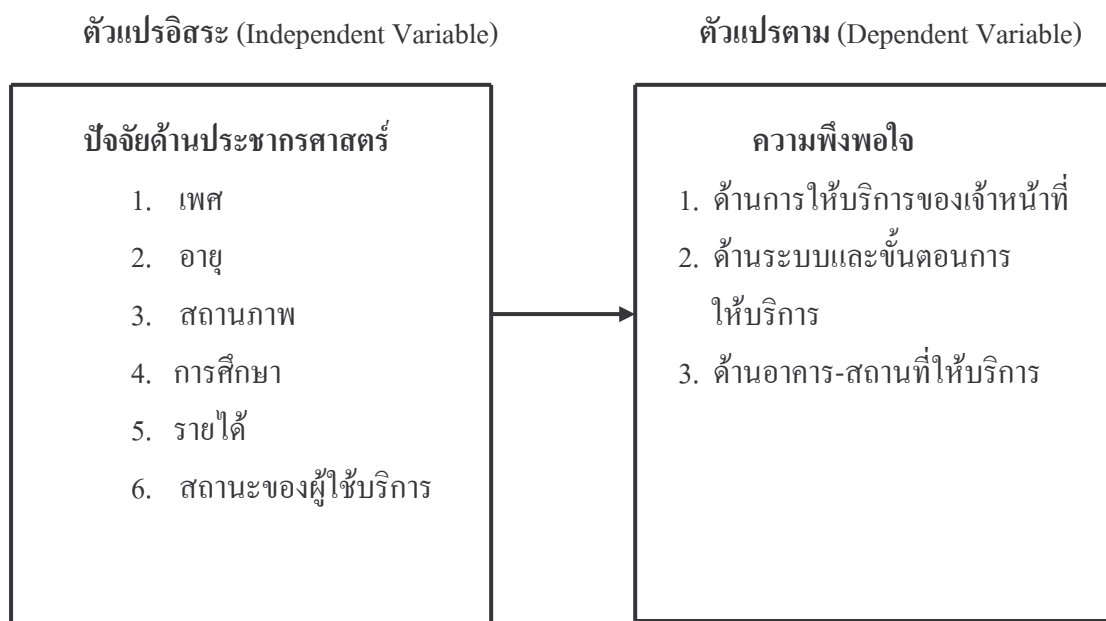 ตัวแปรอิสระ (Independent Variable)
ปัจจัยด้านประชากรศาสตร์
1. เพศ
2. อายุ
3. สถานภาพ
4. การศึกษา
5. รายได้
6. สถานะของผู้ใช้บริการ
ตัวแปรตาม (Dependent Variable)
ความพึงพอใจ
1. ด้านการให้บริการของเจ้าหน้าที่
2. ด้านระบบและขั้นตอนการ
ให้บริการ
3. ด้านอาคาร-สถานที่ให้บริการ